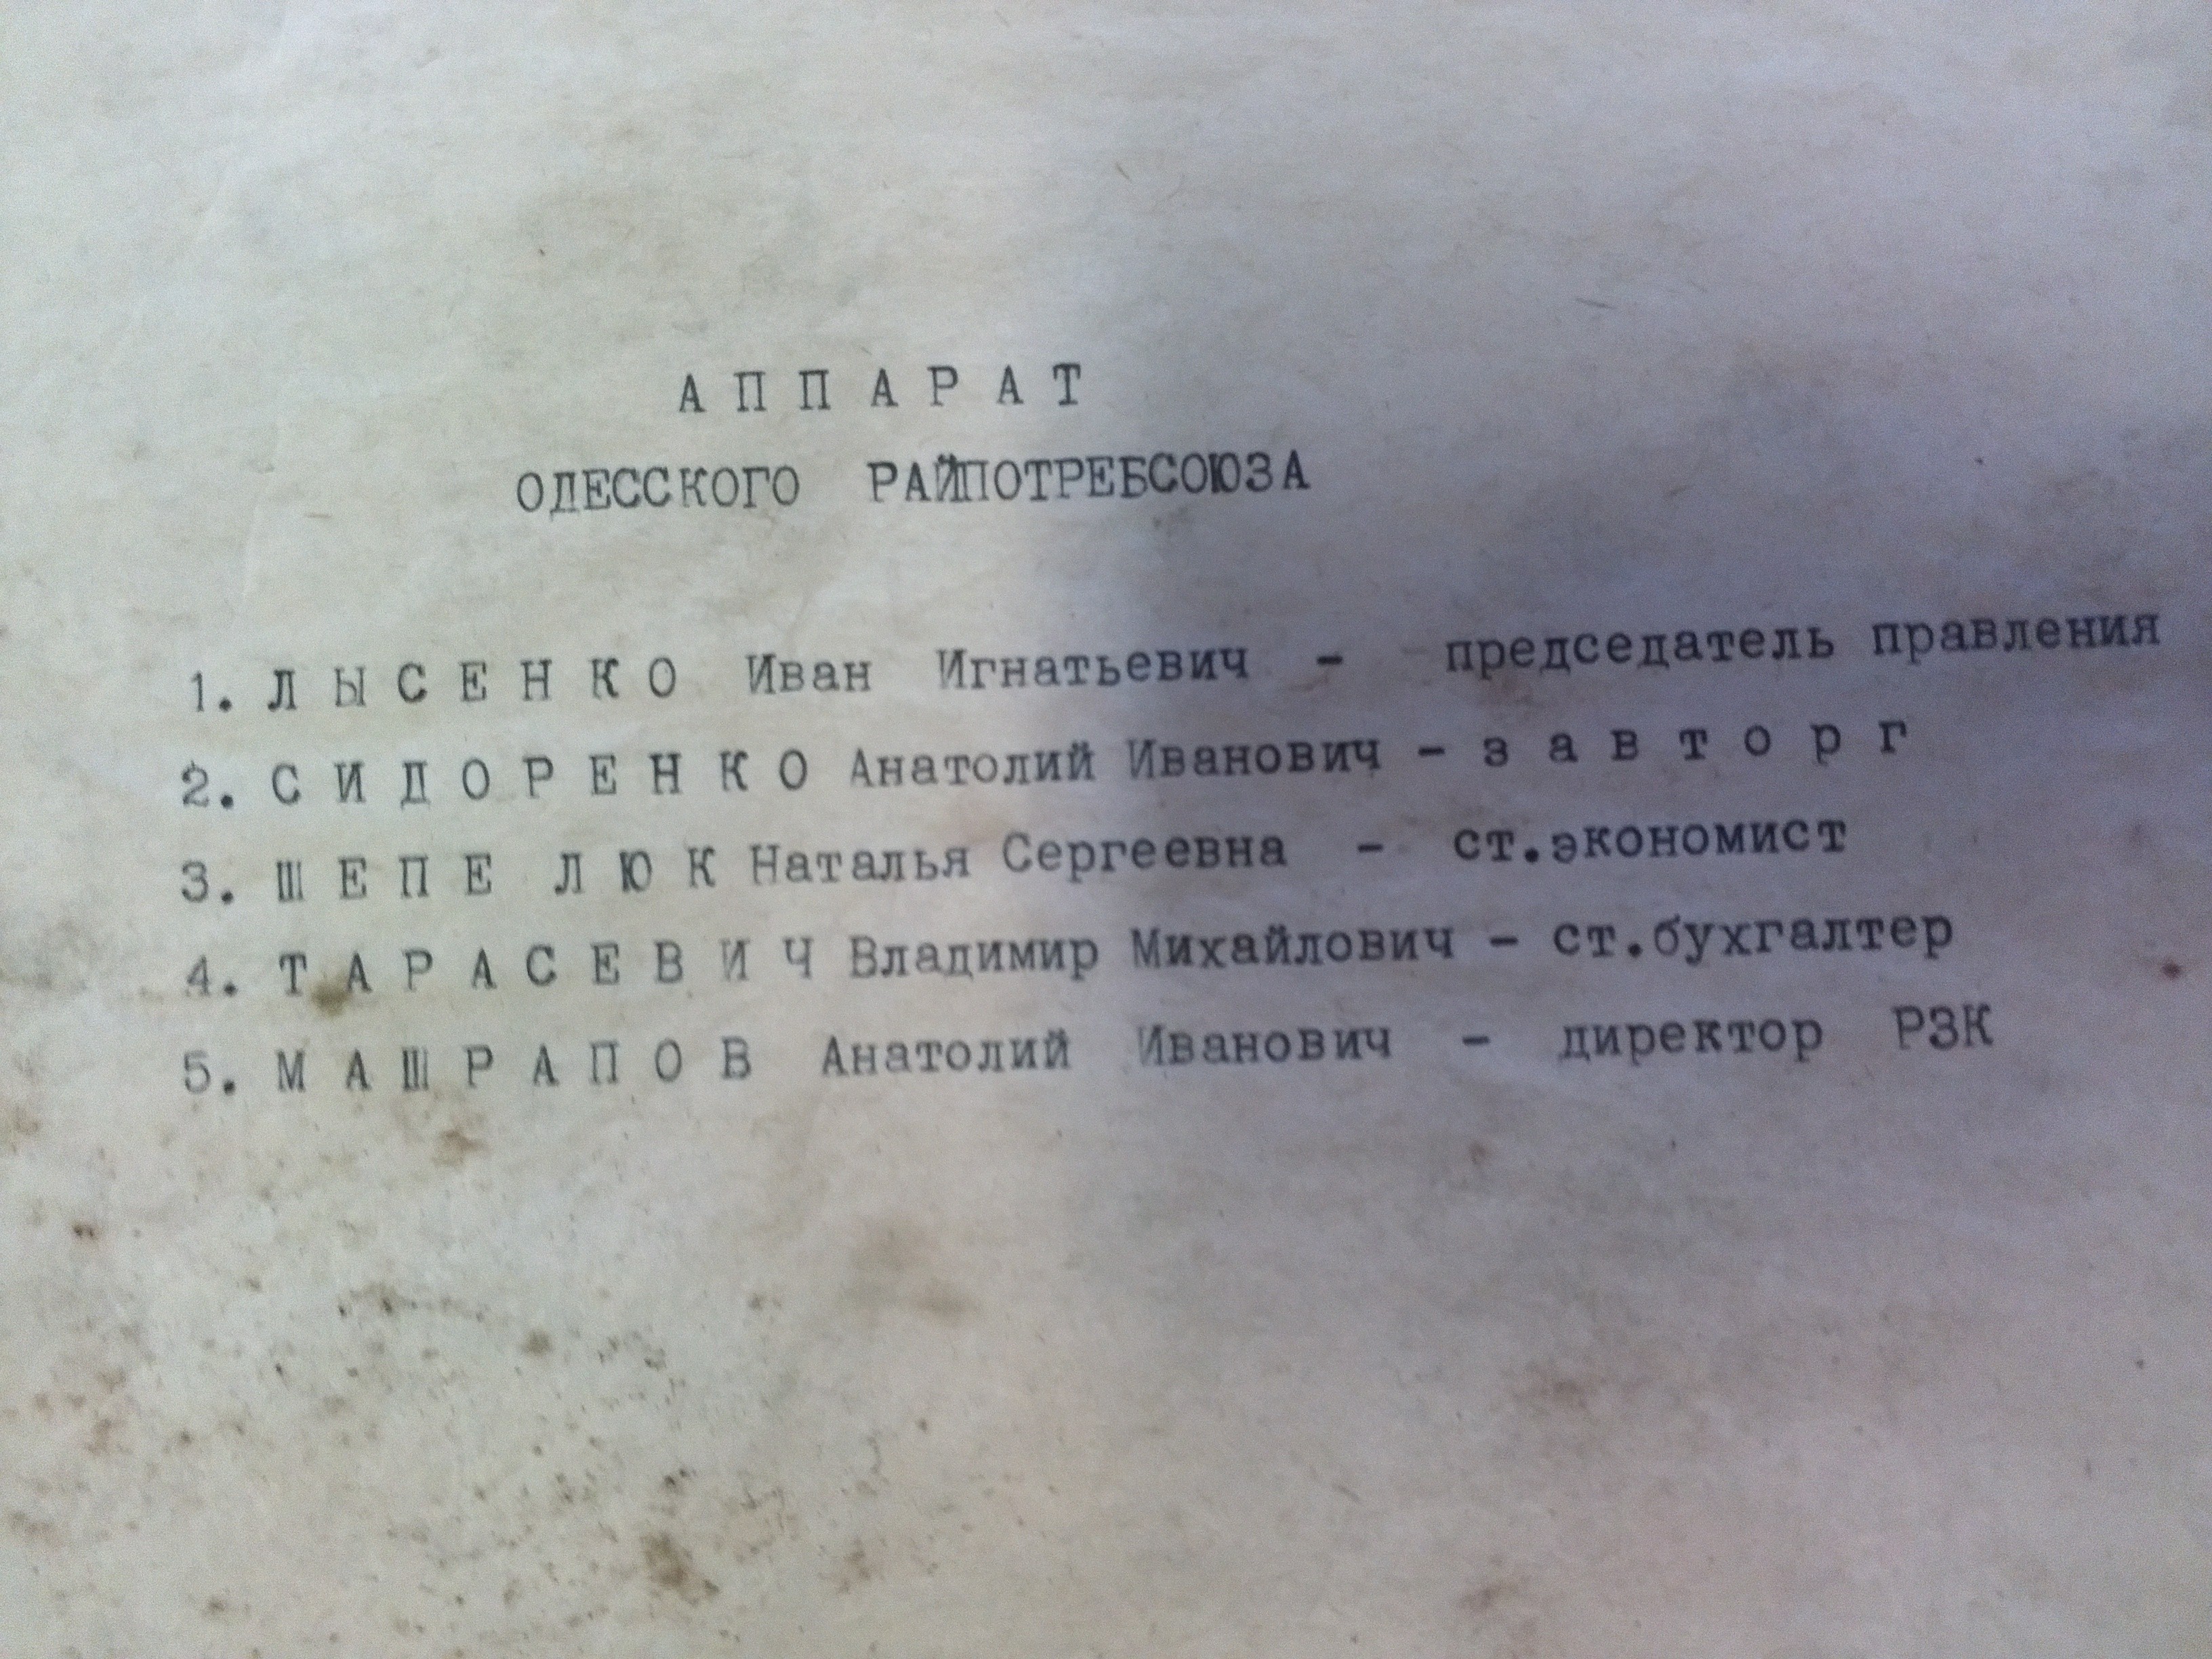 А П П А Р А Т
ОДЕССКОГО РАЙПОТРЕБСОЮЗА
1. Л Ы С Е Н К О Иван Игнатьевич - председатель правления
2. С И Д О Р Е Н К О Анатолий Иванович - з а в т о р г
3. Ш Е П Е Л Ю К Наталья Сергеевна - ст.экономист
4. Т А Р А С Е В И Ч Владимир Михайлович - ст.бухгалтер
5. М А Ш Р А П О В Анатолий Иванович - директор РЗК